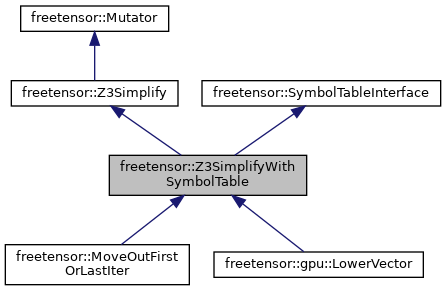 freetensor::Mutator
freetensor::Z3Simplify
freetensor::SymbolTableInterface
freetensor::Z3SimplifyWith
SymbolTable
freetensor::MoveOutFirst
OrLastIter
freetensor::gpu::LowerVector